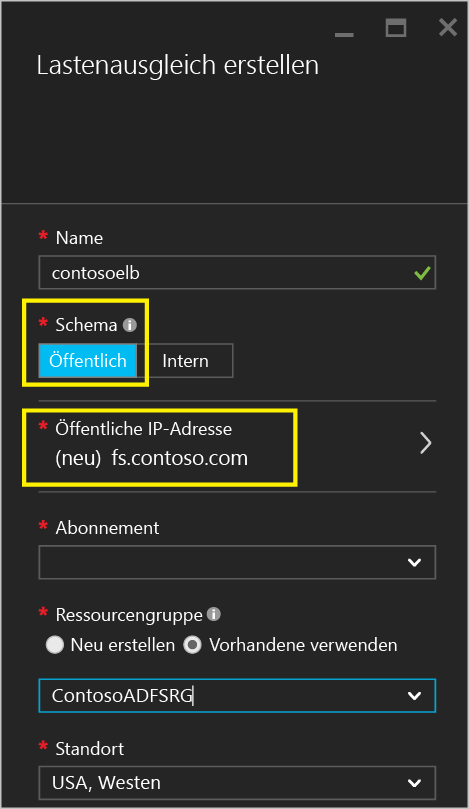 Lastenausgleich erstellen
* Name
contosoelb
* Schema
Öffentlich Intern
* Öffentliche IP-Adresse
(neu) fs.contoso.com
* Abonnement
* Ressourcengruppe
Neu erstellen Vorhandene verwenden
ContosoADFSRG
* Standort
USA, Westen